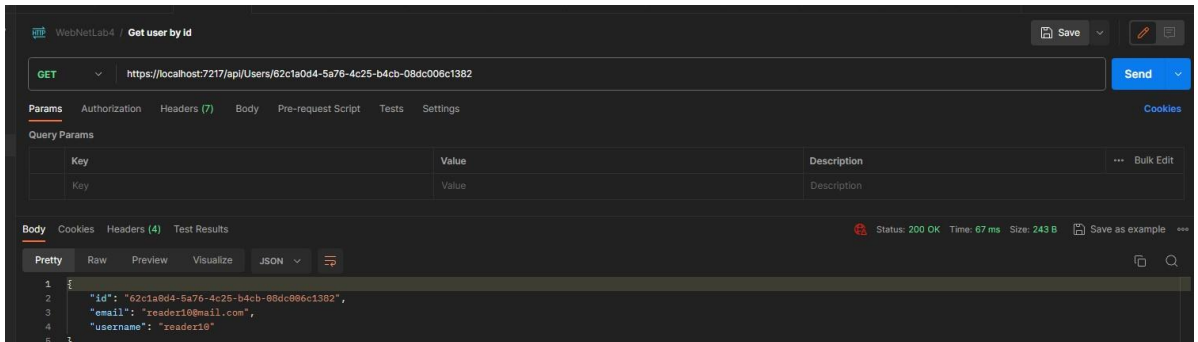 HTTP WebNetLab4 / Get user by id Save
GET https://localhost:7217/api/Users/62c1a0d4-5a76-4c25-b4cb-08dc006c1382 Send
Params Authorization Headers (7) Body Pre-request Script Tests Settings Cookies
Query Params
Key Value Description ••• Bulk Edit
Key Value Description
Body Cookies Headers (4) Test Results Status: 200 OK Time: 67 ms Size: 243 B Save as example
Pretty Raw Preview Visualize JSON
1 {
2 "id": "62c1a0d4-5a76-4c25-b4cb-08dc006c1382",
3 "email": "reader10@mail.com",
4 "username": "reader10"
5 }